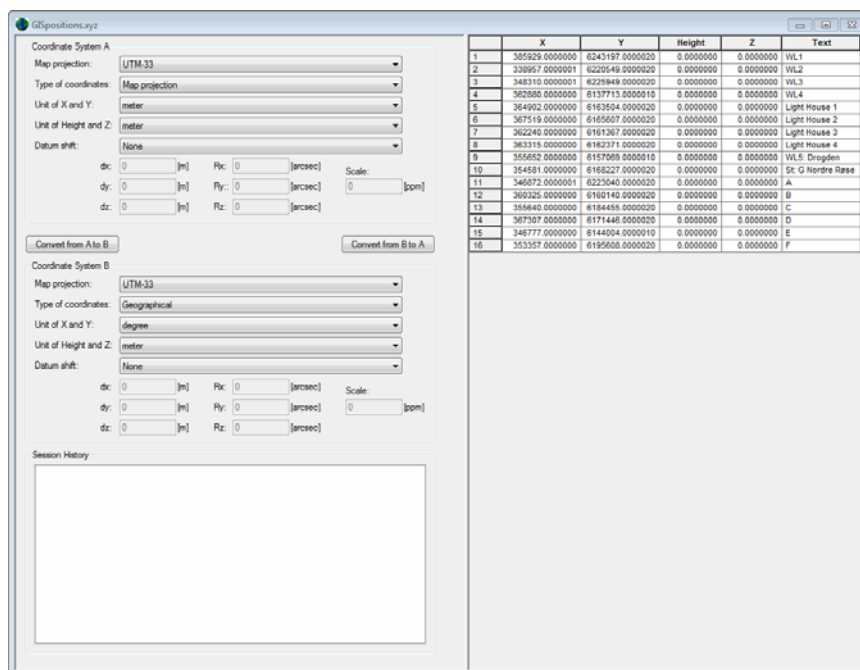 GISpositions.xyz
Coordinate System A
Map projection: UTM-33
Type of coordinates: Map projection
Unit of X and Y: meter
Unit of Height and Z: meter
Datum shift: None
dx: 0 [m] Rx: 0 [arcsec] Scale:
dy: 0 [m] Ry:: 0 [arcsec] 0 [ppm]
dz: 0 [m] Rz: 0 [arcsec]
Convert from A to B Convert from B to A
Coordinate System B
Map projection: UTM-33
Type of coordinates: Geographical
Unit of X and Y: degree
Unit of Height and Z: meter
Datum shift: None
dx: 0 [m] Rx: 0 [arcsec] Scale:
dy: 0 [m] Ry: 0 [arcsec] 0 [ppm]
dz: 0 [m] Rz: 0 [arcsec]
Session History
X Y Height Z Text
1 385929.0000000 6243197.0000020 0.0000000 0.0000000 WL1
2 338957.0000001 6220549.0000020 0.0000000 0.0000000 WL2
3 348310.0000001 6225949.0000020 0.0000000 0.0000000 WL3
4 362880.0000000 6137713.0000010 0.0000000 0.0000000 WL4
5 364902.0000000 6163504.0000020 0.0000000 0.0000000 Light House 1
6 367519.0000000 6165607.0000020 0.0000000 0.0000000 Light House 2
7 362240.0000000 6161367.0000020 0.0000000 0.0000000 Light House 3
8 363315.0000000 6162371.0000020 0.0000000 0.0000000 Light House 4
9 355652.0000000 6157069.0000010 0.0000000 0.0000000 WL5: Drogden
10 354581.0000000 6168227.0000020 0.0000000 0.0000000 St: G Nordre Røse
11 346872.0000001 6223040.0000020 0.0000000 0.0000000 A
12 360325.0000000 6160140.0000020 0.0000000 0.0000000 B
13 355640.0000000 6184455.0000020 0.0000000 0.0000000 C
14 367307.0000000 6171446.0000020 0.0000000 0.0000000 D
15 346777.0000000 6144004.0000010 0.0000000 0.0000000 E
16 353357.0000000 6195608.0000020 0.0000000 0.0000000 F